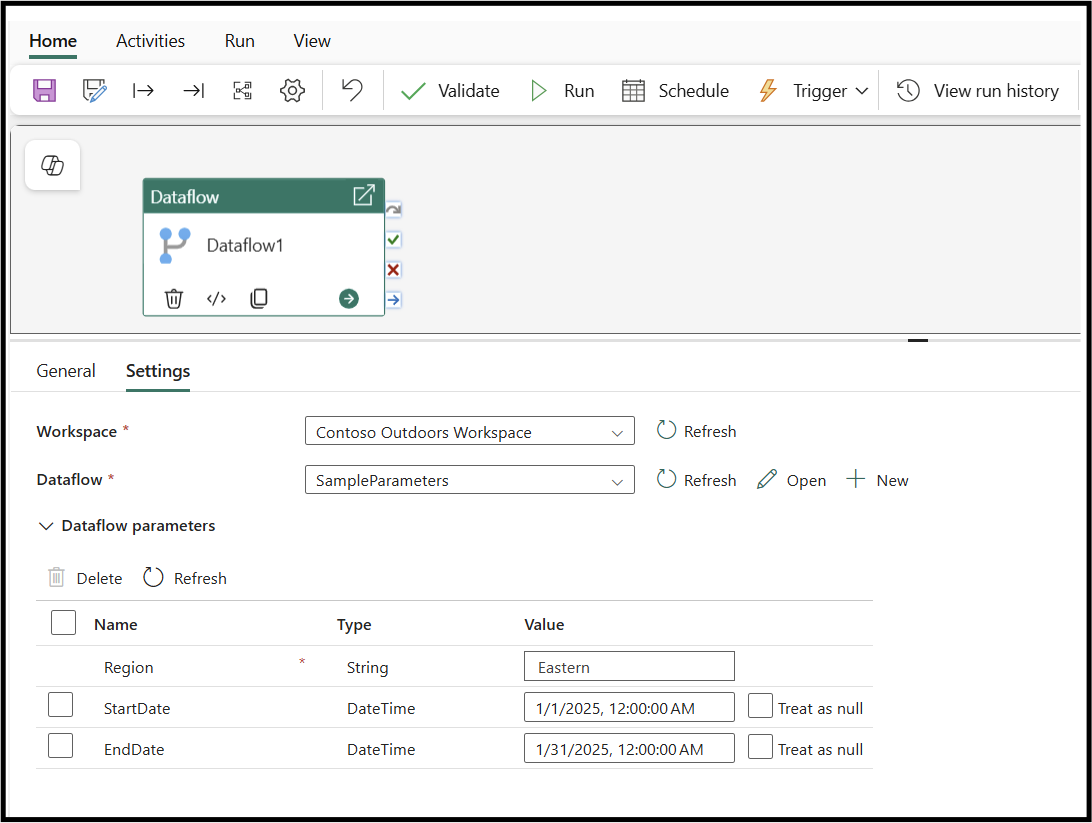 Home Activities Run View
Validate Run Schedule Trigger View run history
Dataflow
Dataflow1
General Settings
Workspace * Contoso Outdoors Workspace Refresh
Dataflow * SampleParameters Refresh Open New
Dataflow parameters
Delete Refresh
Name Type Value
Region * String Eastern
StartDate DateTime 1/1/2025, 12:00:00 AM Treat as null
EndDate DateTime 1/31/2025, 12:00:00 AM Treat as null